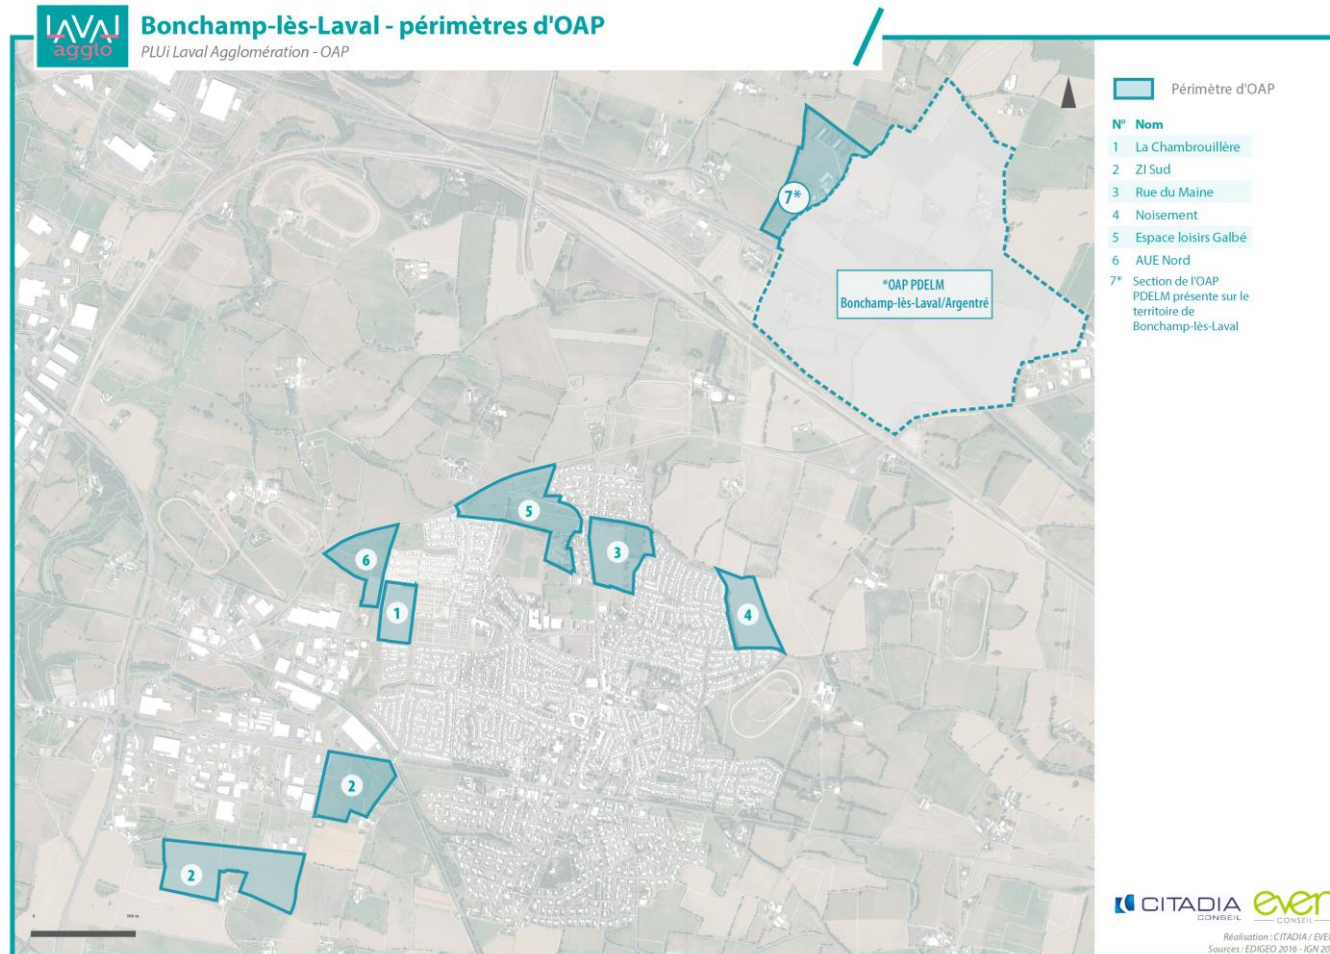 LAVAL
agglo
Bonchamp-lès-Laval - périmètres d'OAP
PLUi Laval Agglomération - OAP
Périmètre d'OAP
N° Nom
1 La Chambrouillère
2 ZI Sud
3 Rue du Maine
4 Noisement
5 Espace loisirs Galbé
6 AUE Nord
7* Section de l'OAP
PDELM présente sur le
territoire de
Bonchamp-lès-Laval
7*
*OAP PDELM
Bonchamp-lès-Laval/Argentré
5
3
6
1
4
2
2
0
CITADIA
CONSEIL
even
CONSEIL
Réalisation : CITADIA / EVE
Sources : EDIGEO 2016 - IGN 20